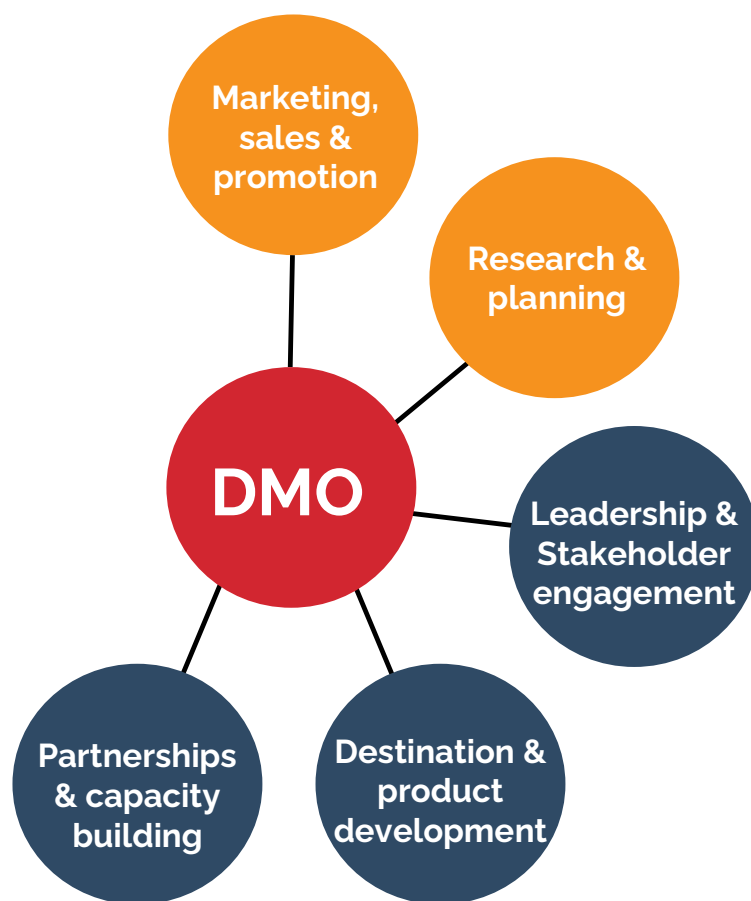 Marketing,
sales &
promotion
Research &
planning
DMO
Leadership &
Stakeholder
engagement
Partnerships
& capacity
building
Destination &
product
development